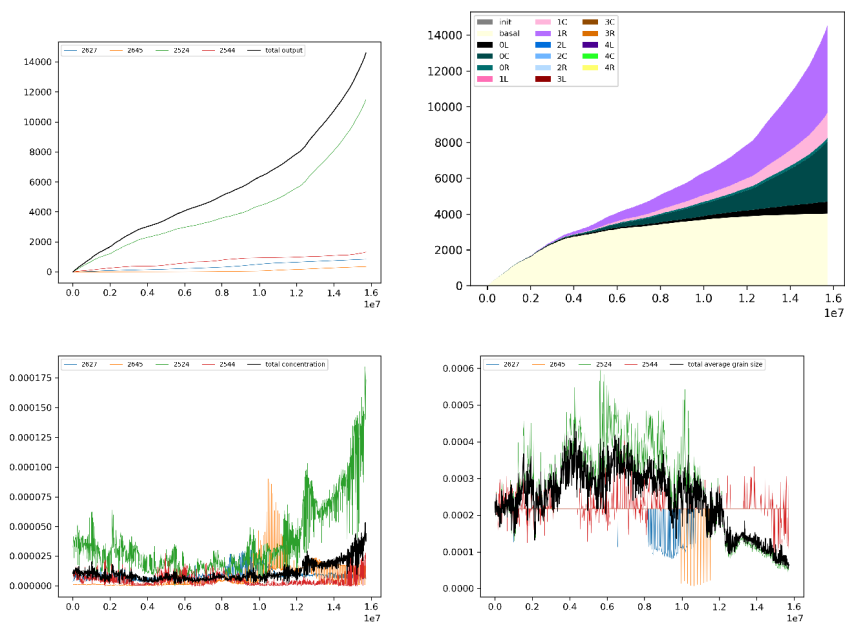 2627 2645 2524 2544 total output
14000
12000
10000
8000
6000
4000
2000
0
0.0 0.2 0.4 0.6 0.8 1.0 1.2 1.4 1.6
1e7
init 1C 3C
basal 1R 3R
0L 2L 4L
0C 2C 4C
0R 2R 4R
1L 3L
14000
12000
10000
8000
6000
4000
2000
0
0.0 0.2 0.4 0.6 0.8 1.0 1.2 1.4 1.6
1e7
2627 2645 2524 2544 total concentration
0.000175
0.000150
0.000125
0.000100
0.000075
0.000050
0.000025
0.000000
0.0 0.2 0.4 0.6 0.8 1.0 1.2 1.4 1.6
1e7
2627 2645 2524 2544 total average grain size
0.0006
0.0005
0.0004
0.0003
0.0002
0.0001
0.0000
0.0 0.2 0.4 0.6 0.8 1.0 1.2 1.4 1.6
1e7